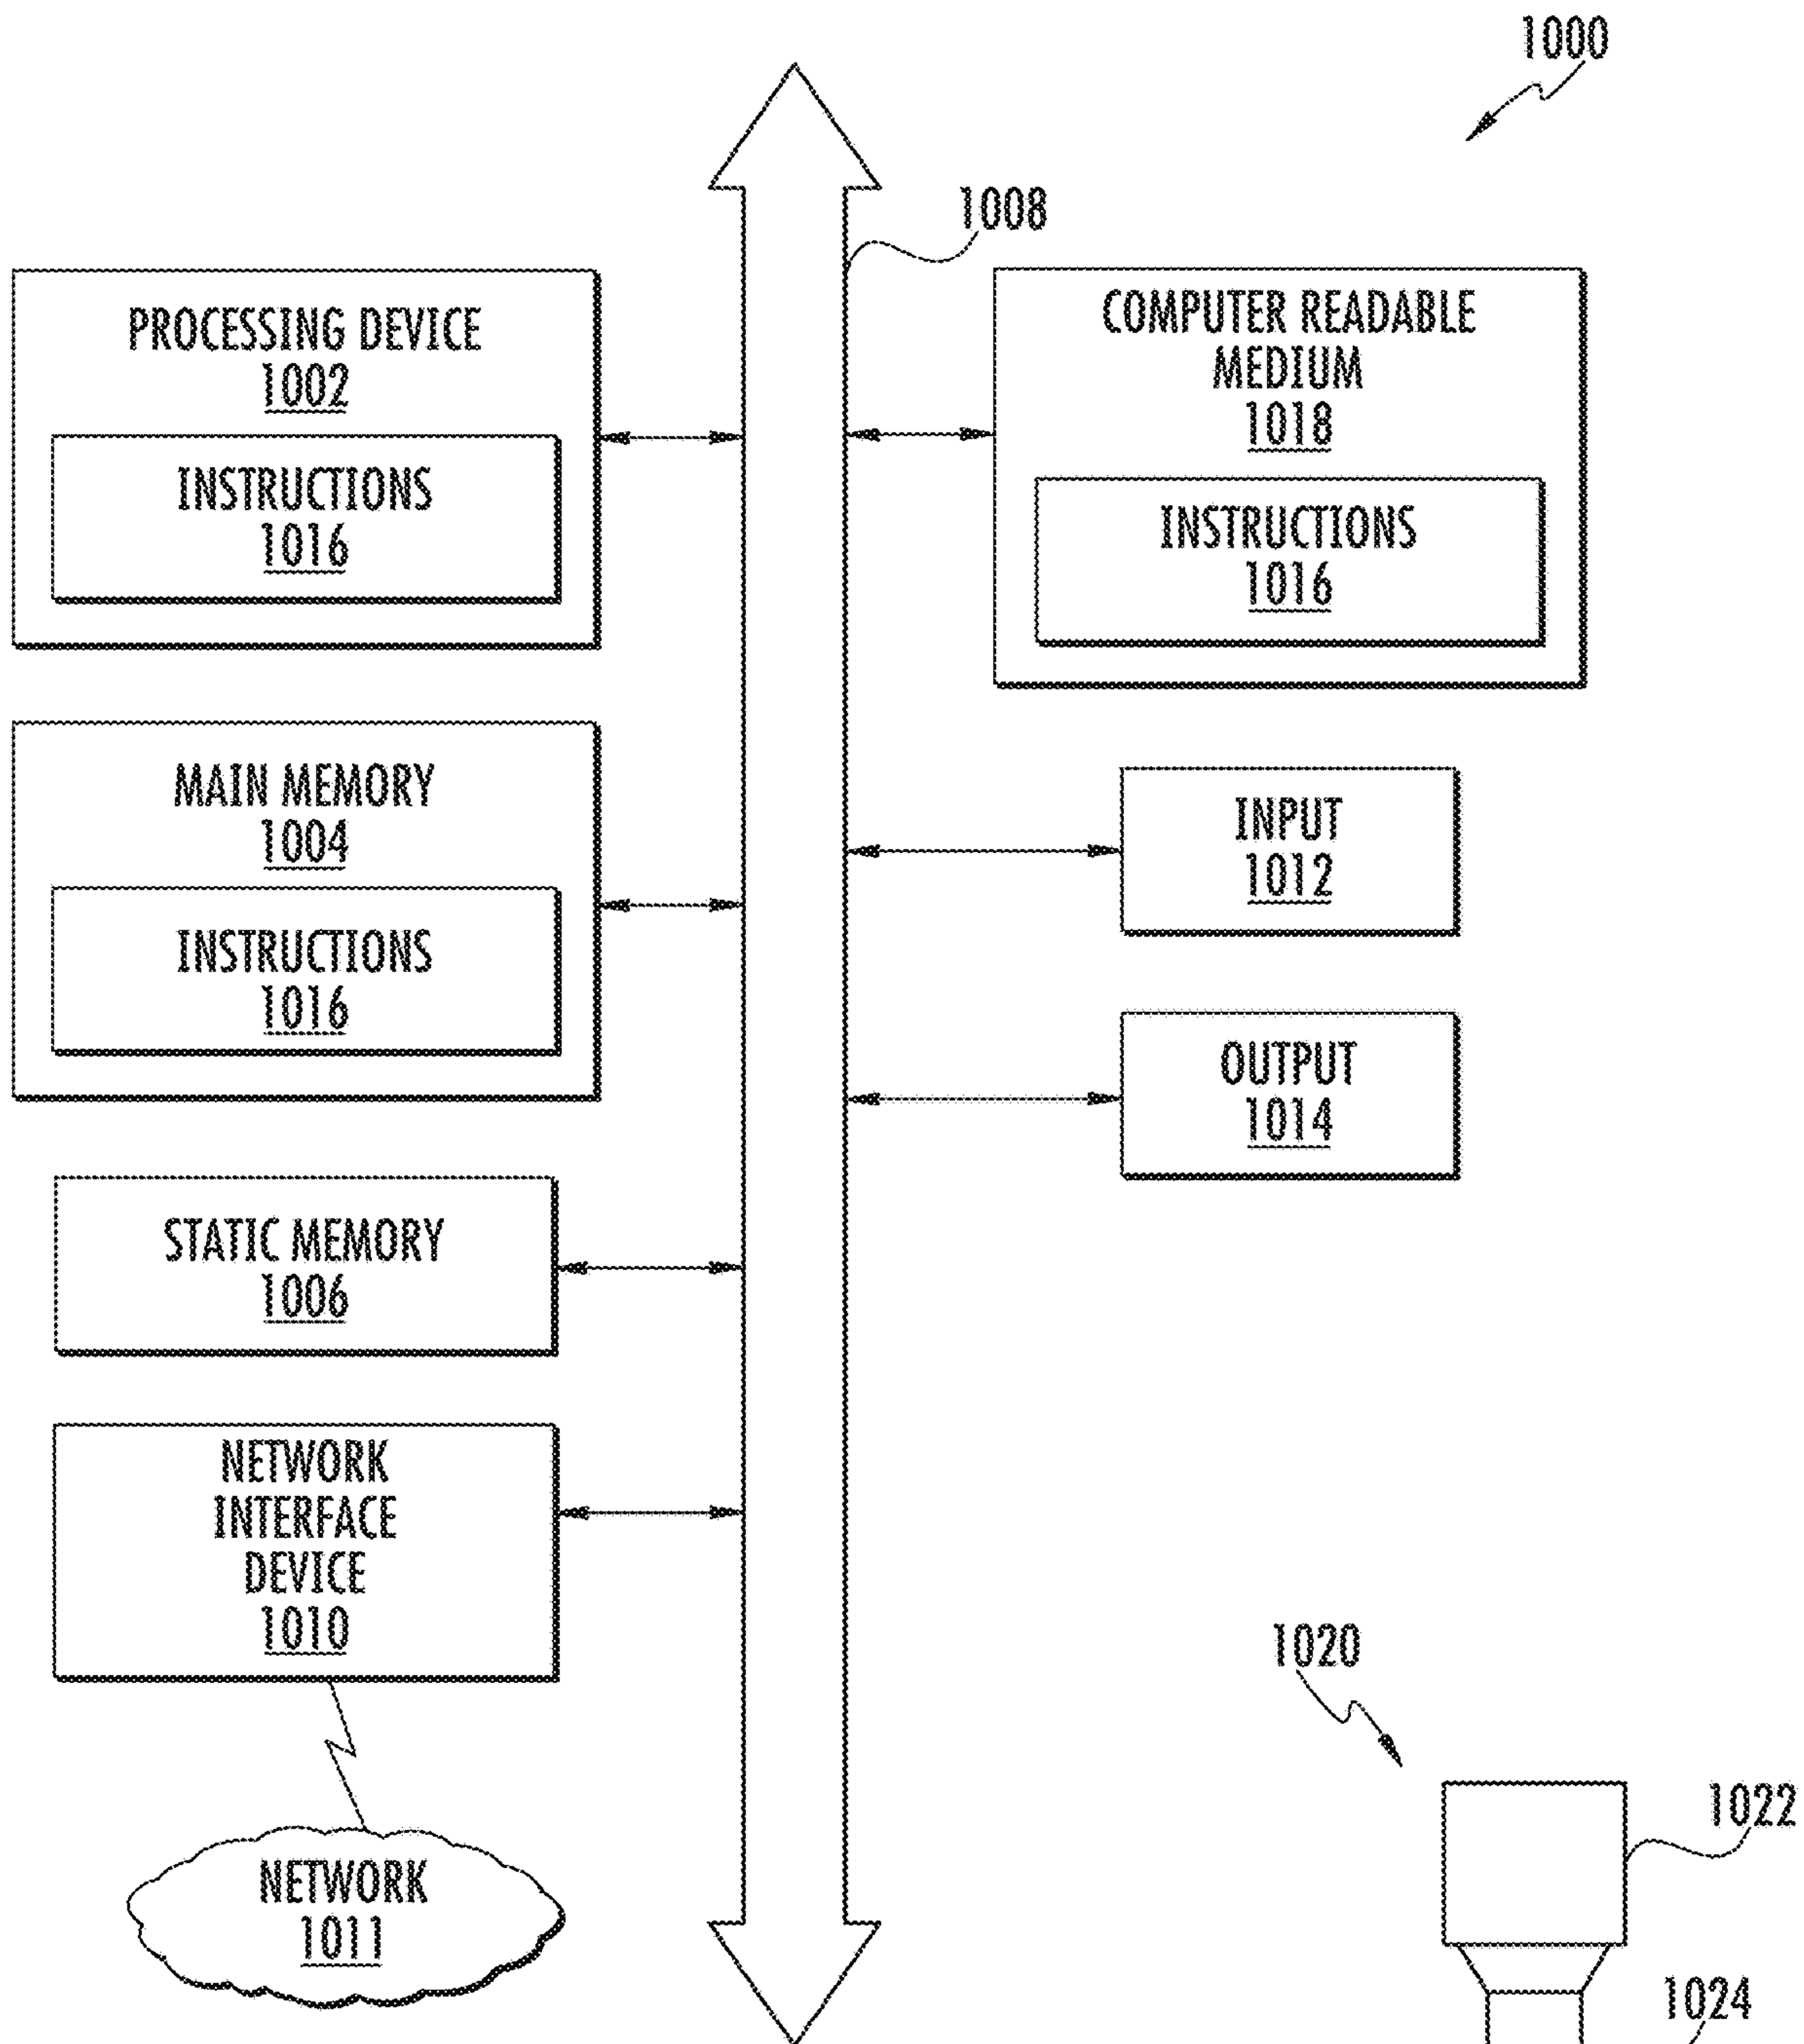 1000
1008
PROCESSING DEVICE
1002
INSTRUCTIONS
1016
COMPUTER READABLE
MEDIUM
1018
INSTRUCTIONS
1016
MAIN MEMORY
1004
INSTRUCTIONS
1016
INPUT
1012
OUTPUT
1014
STATIC MEMORY
1006
NETWORK
INTERFACE
DEVICE
1010
NETWORK
1011
1020
1022
1024